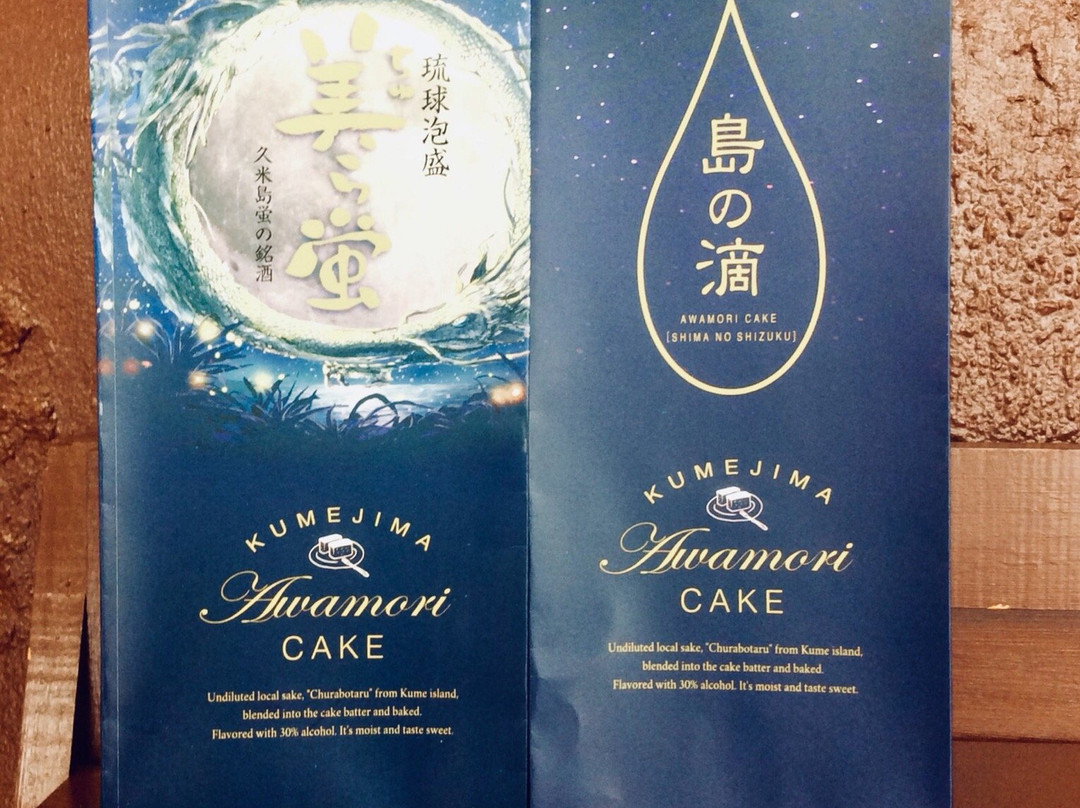 琉球泡盛
美ら蛍
ちゅ
久米島蛍の銘酒
KUMEJIMA
Awamori
CAKE
Undiluted local sake, "Churabotaru" from Kume island,
blended into the cake batter and baked.
Flavored with 30% alcohol. It's moist and taste sweet.
島の滴
AWAMORI CAKE
[SHIMA NO SHIZUKU]
KUMEJIMA
Awamori
CAKE
Undiluted local sake, "Churabotaru" from Kume island,
blended into the cake batter and baked.
Flavored with 30% alcohol. It's moist and taste sweet.